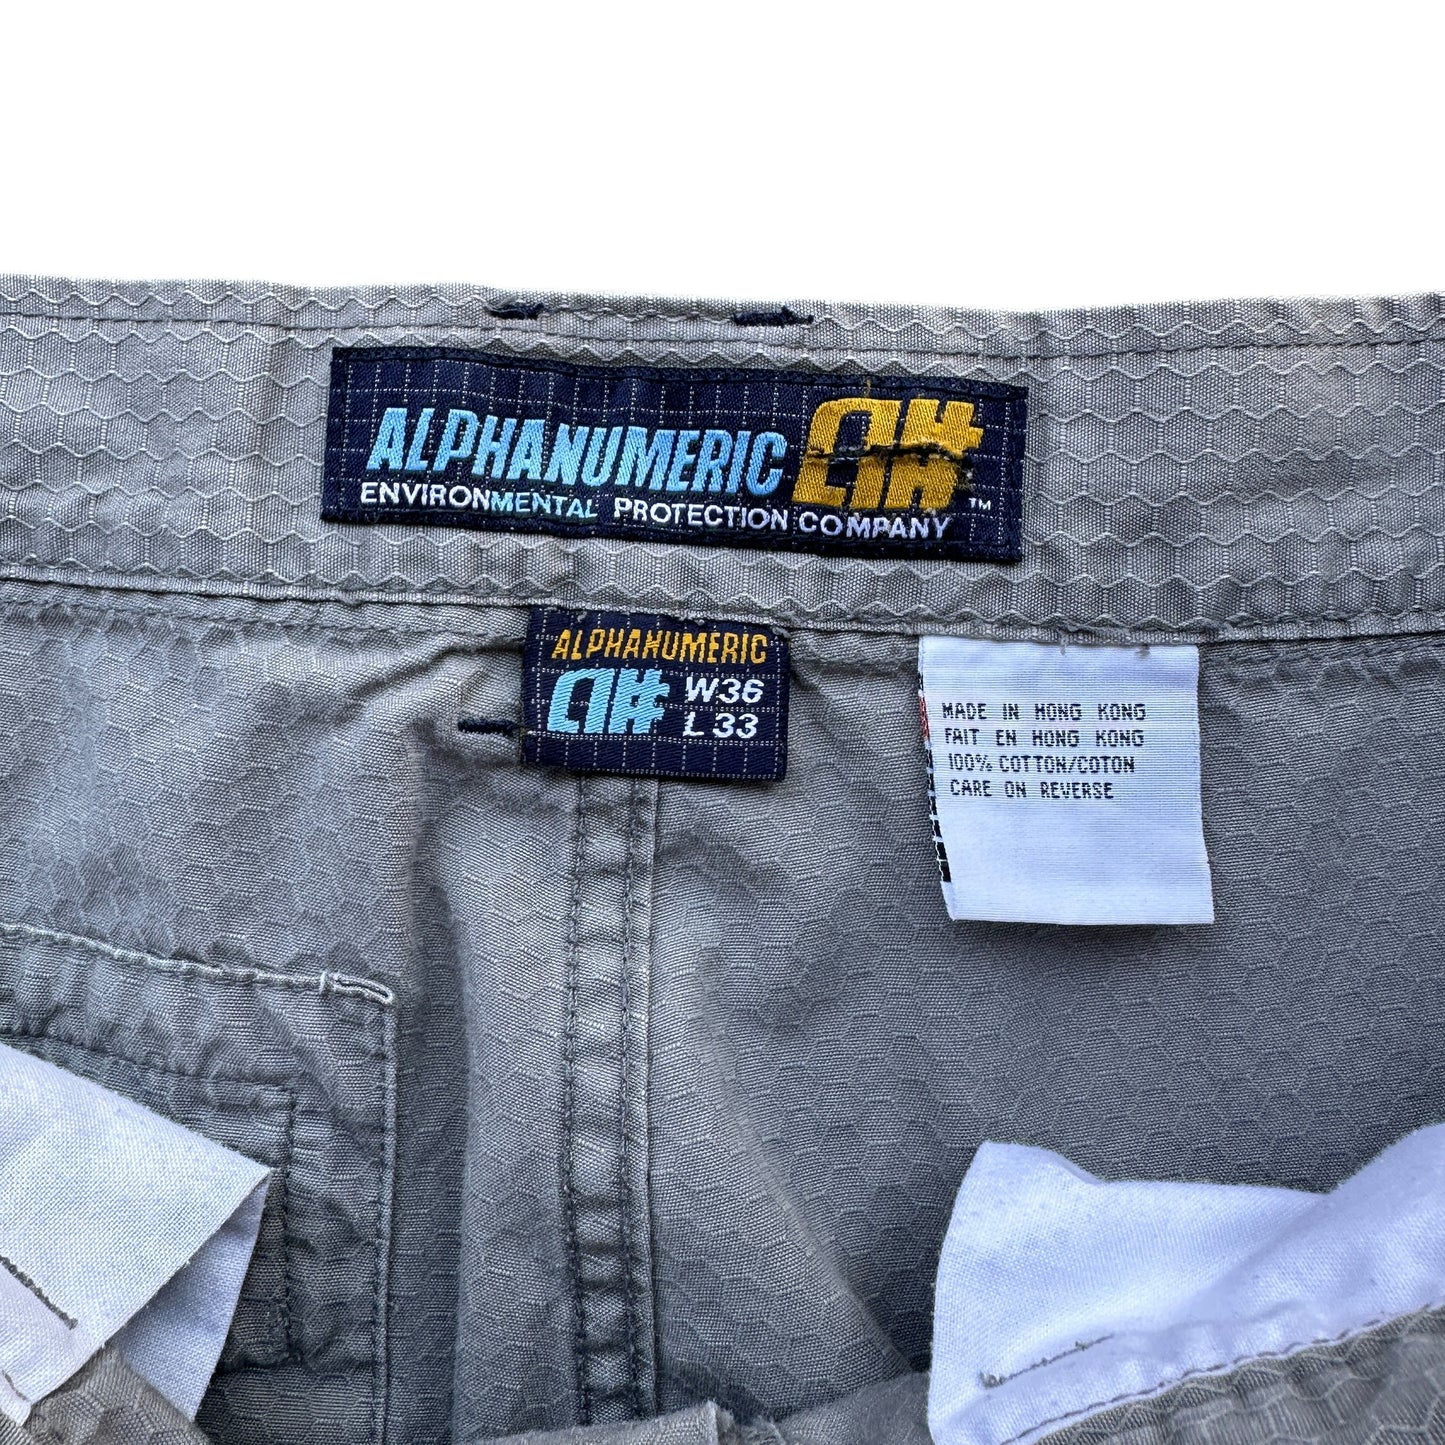 ALPHANUMERIC A#
ENVIRONMENTAL PROTECTION COMPANY ™
ALPHANUMERIC
A# W36
L 33
MADE IN HONG KONG
FAIT EN HONG KONG
100% COTTON/COTON
CARE ON REVERSE